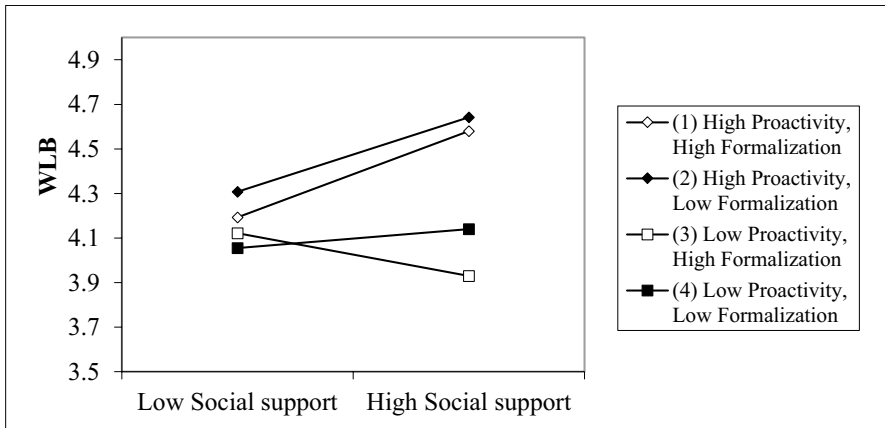 4.9
4.7
4.5
4.3
4.1
3.9
3.7
3.5
WLB
Low Social support
High Social support
(1) High Proactivity,
High Formalization
(2) High Proactivity,
Low Formalization
(3) Low Proactivity,
High Formalization
(4) Low Proactivity,
Low Formalization